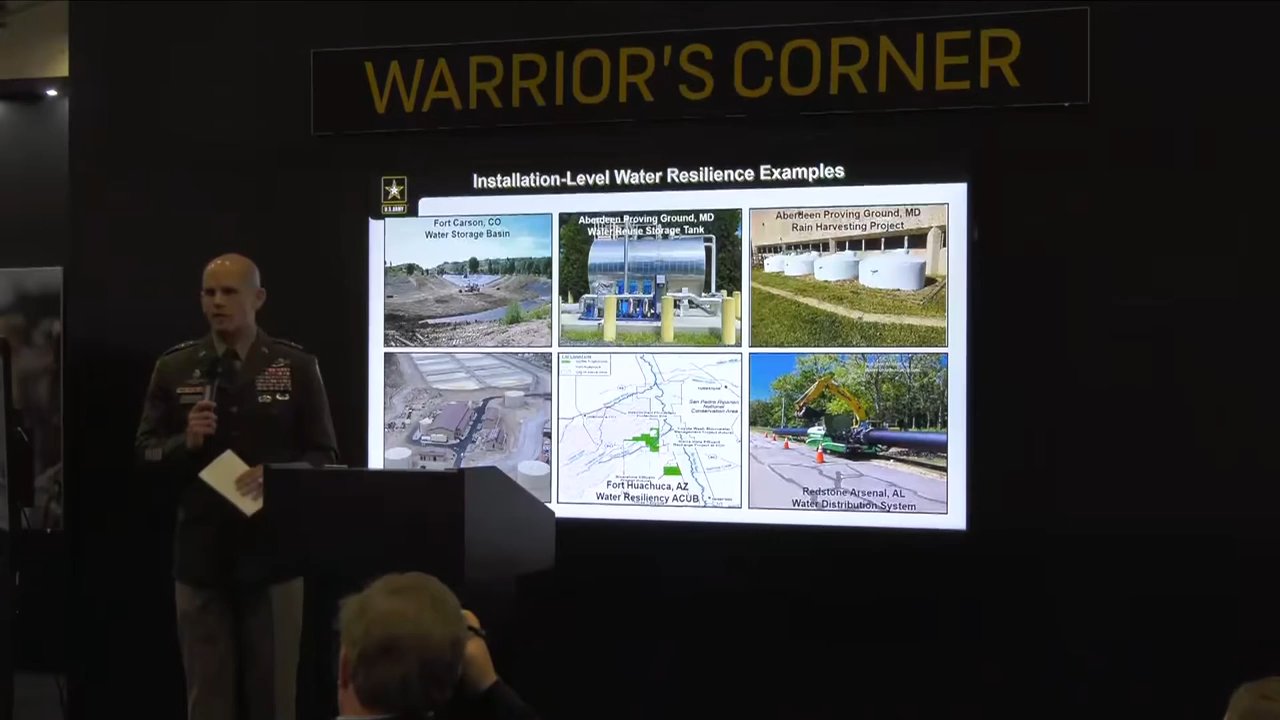 WARRIOR'S CORNER
Installation-Level Water Resilience Examples
U.S. ARMY
Fort Carson, CO
Water Storage Basin
Aberdeen Proving Ground, MD
Water Reuse Storage Tank
Aberdeen Proving Ground, MD
Rain Harvesting Project
San Pedro Riparian
National
Conservation Area
Fort Huachuca, AZ
Water Resiliency ACUB
Redstone Arsenal, AL
Water Distribution System